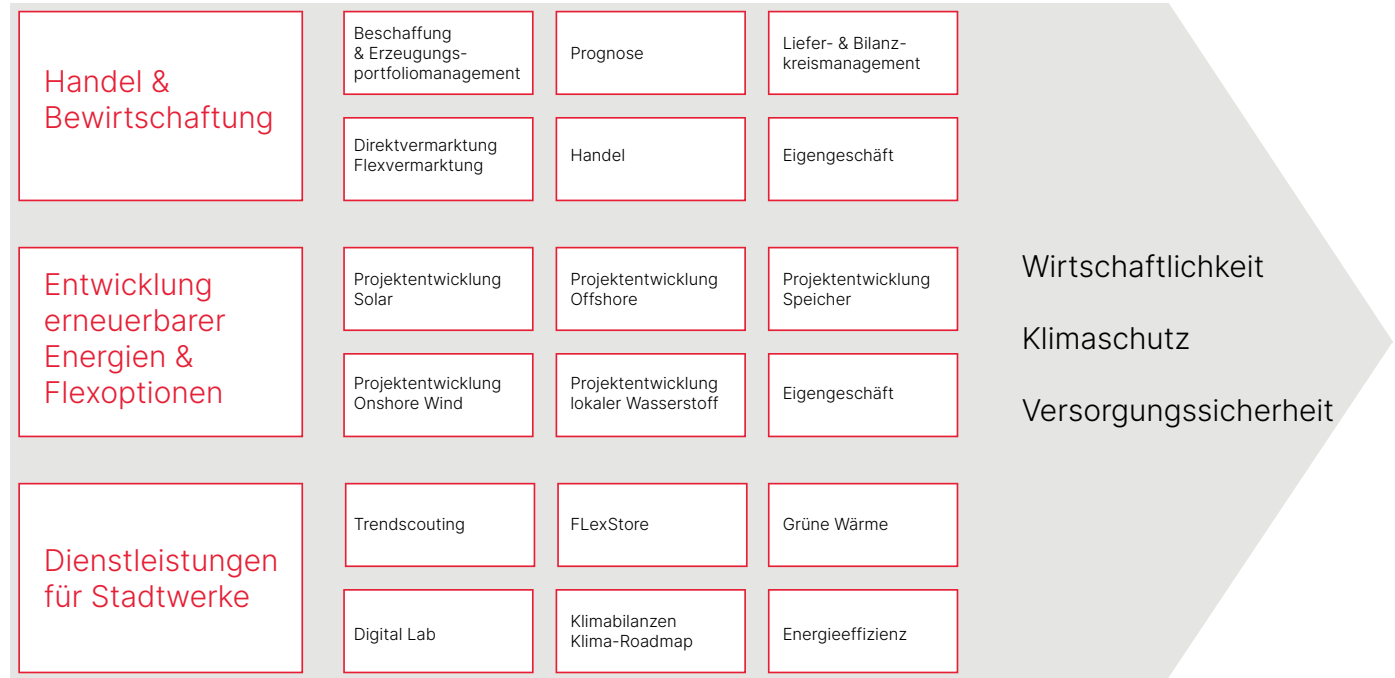 Handel &
Bewirtschaftung
Beschaffung
& Erzeugungs-
portfoliomanagement
Prognose
Liefer- & Bilanz-
kreismanagement
Direktvermarktung
Flexvermarktung
Handel
Eigengeschäft
Entwicklung
erneuerbarer
Energien &
Flexoptionen
Projektentwicklung
Solar
Projektentwicklung
Offshore
Projektentwicklung
Speicher
Projektentwicklung
Onshore Wind
Projektentwicklung
lokaler Wasserstoff
Eigengeschäft
Dienstleistungen
für Stadtwerke
Trendscouting
FLexStore
Grüne Wärme
Digital Lab
Klimabilanzen
Klima-Roadmap
Energieeffizienz
Wirtschaftlichkeit
Klimaschutz
Versorgungssicherheit